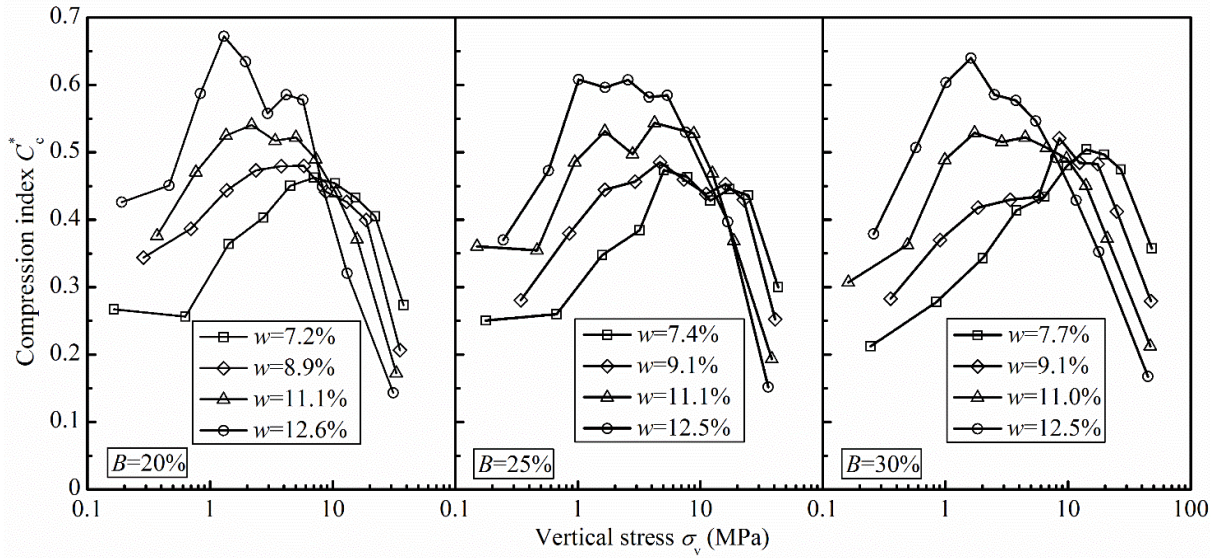 Compression index C*c
0.7
0.6
0.5
0.4
0.3
0.2
0.1
0
w=7.2%
w=8.9%
w=11.1%
w=12.6%
B=20%
w=7.4%
w=9.1%
w=11.1%
w=12.5%
B=25%
w=7.7%
w=9.1%
w=11.0%
w=12.5%
B=30%
0.1 1 10 0.1 1 10 0.1 1 10 100
Vertical stress σv (MPa)